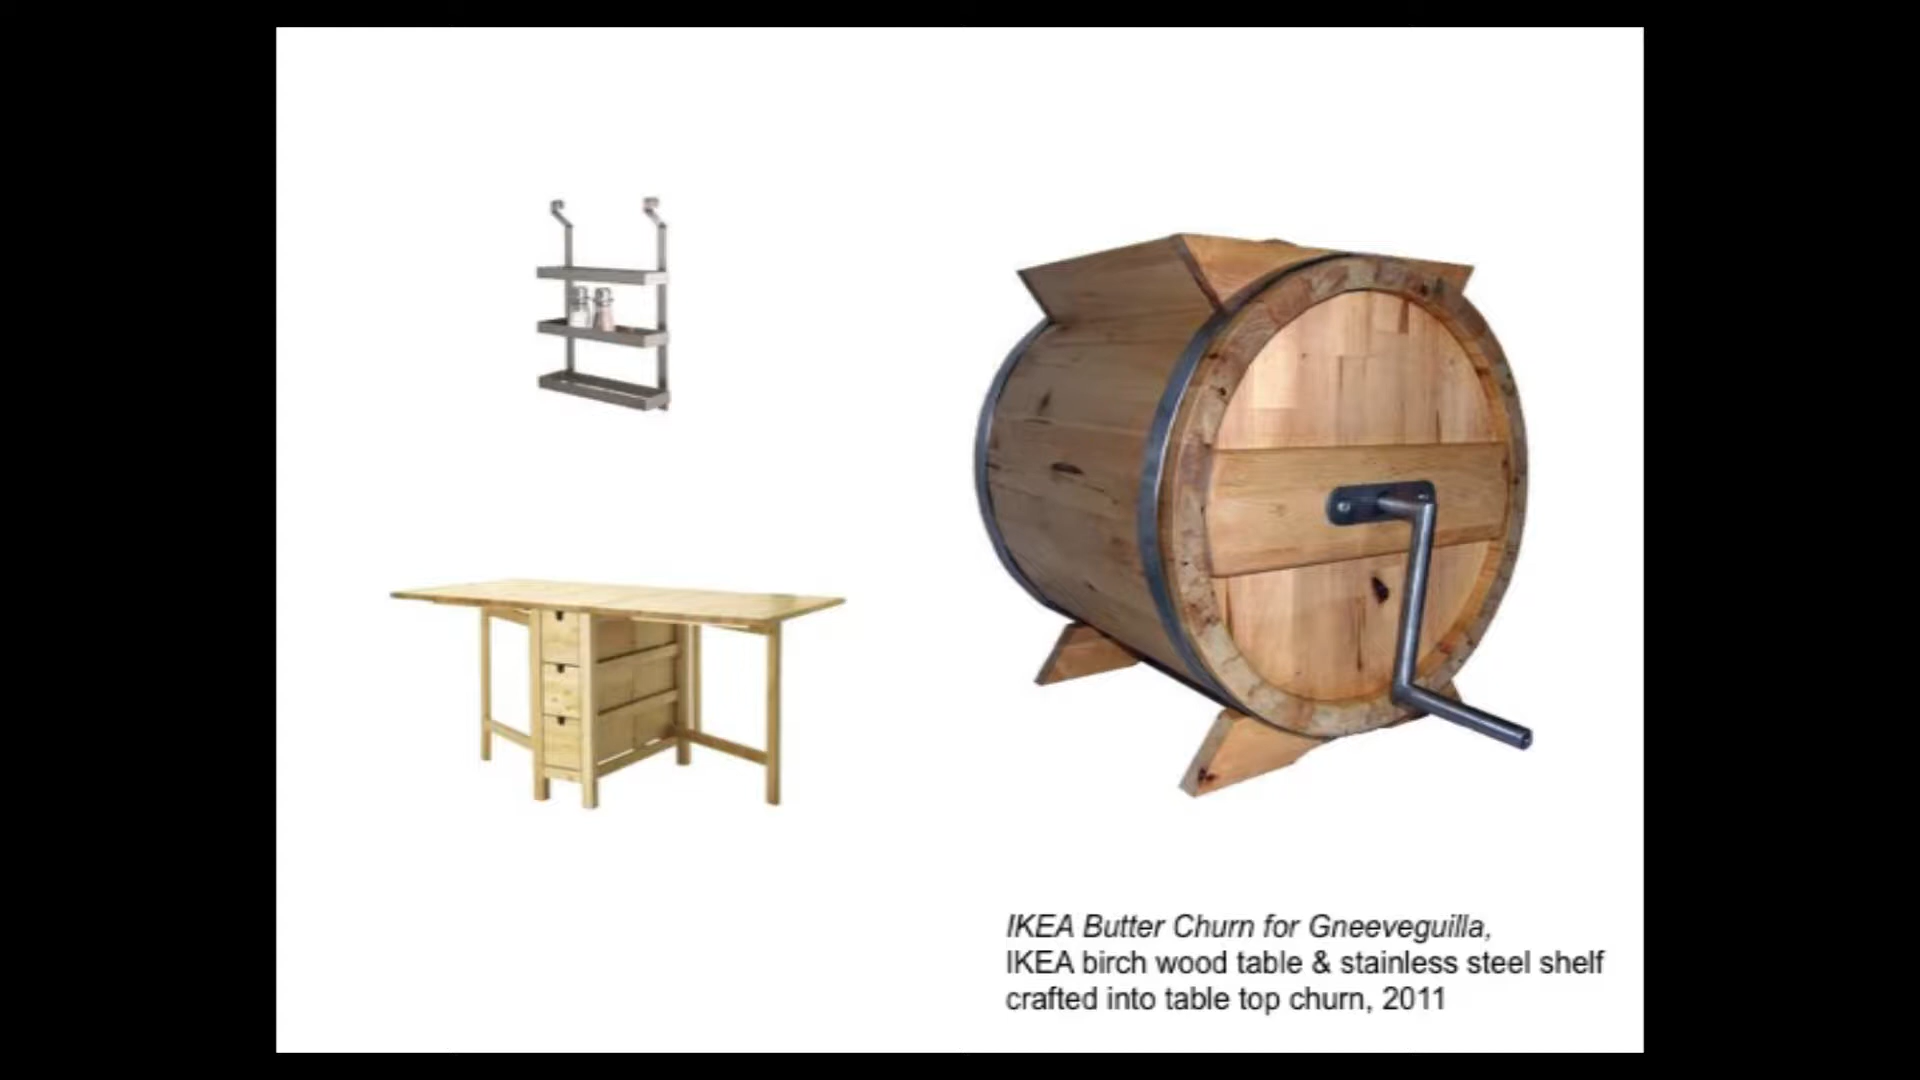 IKEA Butter Churn for Gneeveguilla,
IKEA birch wood table & stainless steel shelf
crafted into table top churn, 2011